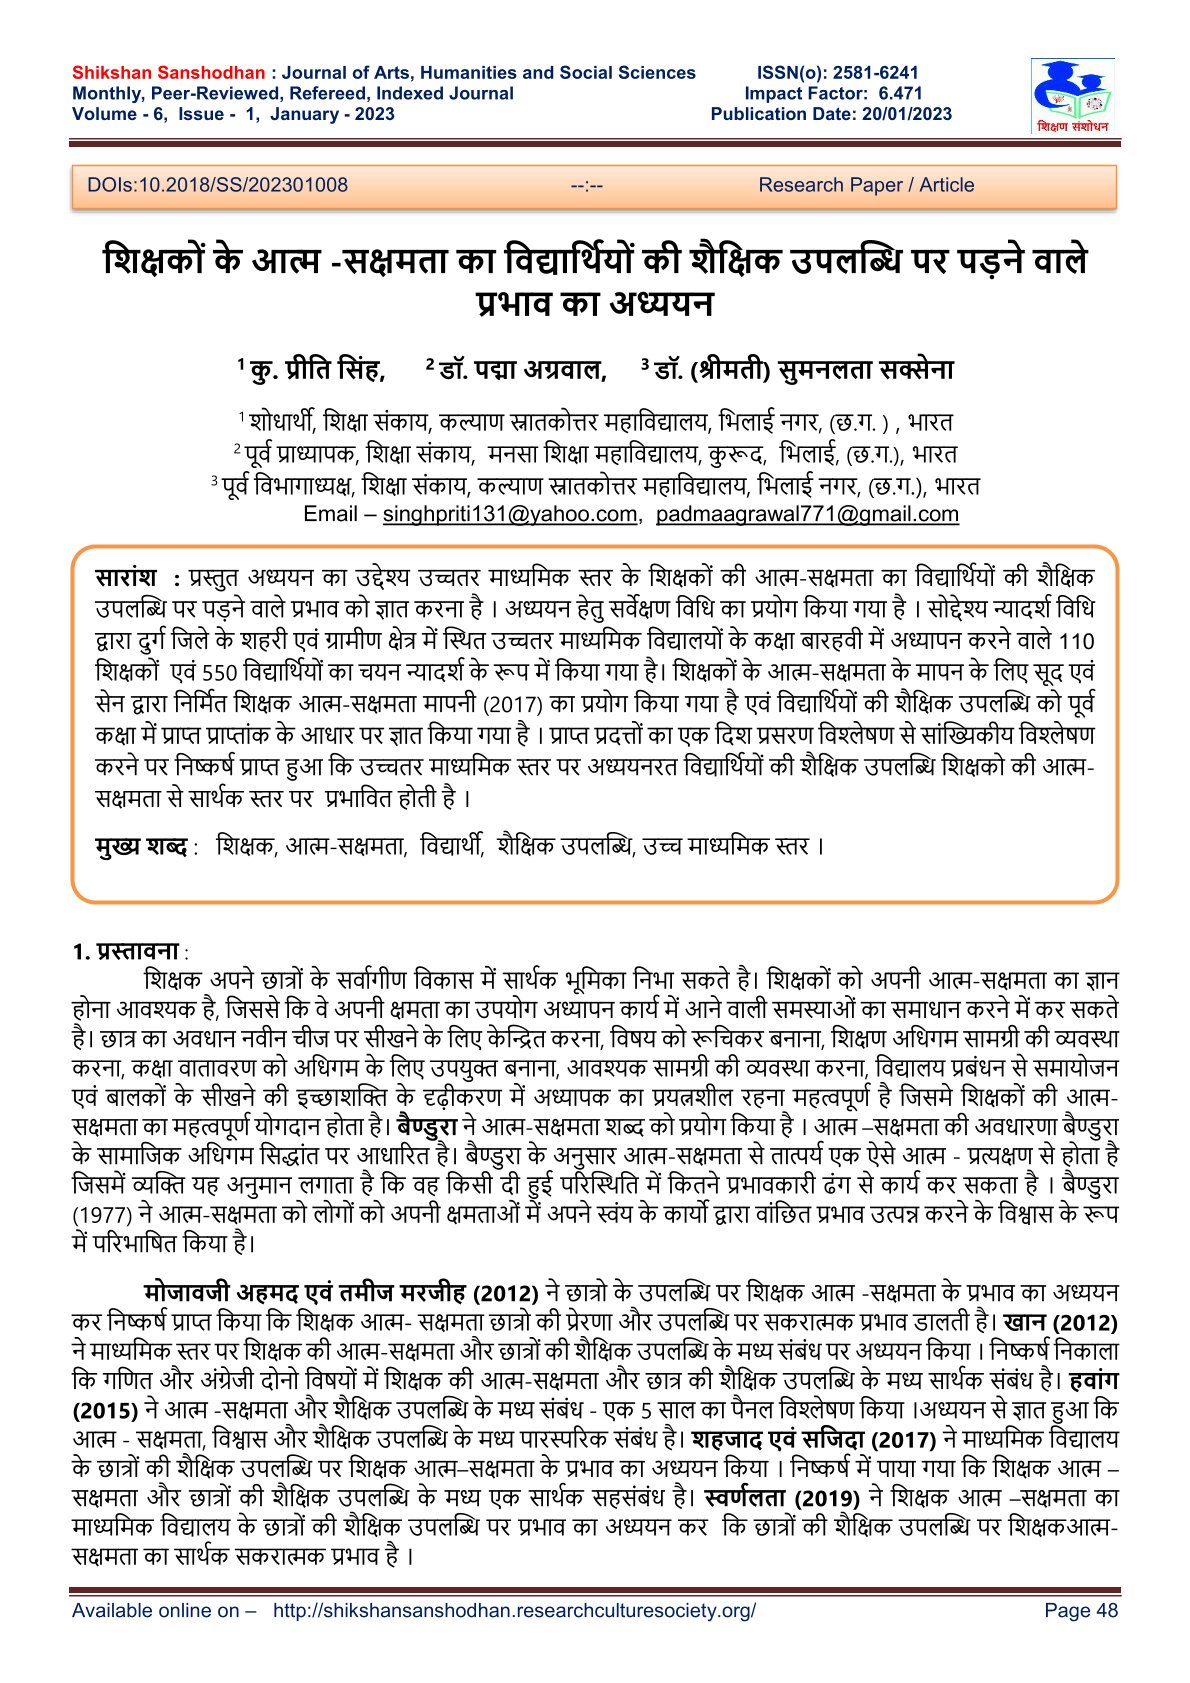 Shikshan Sanshodhan : Journal of Arts, Humanities and Social Sciences ISSN(o): 2581-6241
Monthly, Peer-Reviewed, Refereed, Indexed Journal Impact Factor: 6.471
Volume - 6, Issue - 1, January - 2023 Publication Date: 20/01/2023
शिक्षण संशोधन
DOIs:10.2018/SS/202301008 --:-- Research Paper / Article
शिक्षकों के आत्म -सक्षमता का विद्यार्थियों की शैक्षिक उपलब्धि पर पड़ने वाले
प्रभाव का अध्ययन
1 कु. प्रीति सिंह, 2 डॉ. पद्मा अग्रवाल, 3 डॉ. (श्रीमती) सुमनलता सक्सेना
1 शोधार्थी, शिक्षा संकाय, कल्याण स्नातकोत्तर महाविद्यालय, भिलाई नगर, (छ.ग. ) , भारत
2 पूर्व प्राध्यापक, शिक्षा संकाय, मनसा शिक्षा महाविद्यालय, कुरूद, भिलाई, (छ.ग.), भारत
3 पूर्व विभागाध्यक्ष, शिक्षा संकाय, कल्याण स्नातकोत्तर महाविद्यालय, भिलाई नगर, (छ.ग.), भारत
Email – singhpriti131@yahoo.com, padmaagrawal771@gmail.com
सारांश : प्रस्तुत अध्ययन का उद्देश्य उच्चतर माध्यमिक स्तर के शिक्षकों की आत्म-सक्षमता का विद्यार्थियों की शैक्षिक
उपलब्धि पर पड़ने वाले प्रभाव को ज्ञात करना है । अध्ययन हेतु सर्वेक्षण विधि का प्रयोग किया गया है । सोद्देश्य न्यादर्श विधि
द्वारा दुर्ग जिले के शहरी एवं ग्रामीण क्षेत्र में स्थित उच्चतर माध्यमिक विद्यालयों के कक्षा बारहवी में अध्यापन करने वाले 110
शिक्षकों एवं 550 विद्यार्थियों का चयन न्यादर्श के रूप में किया गया है। शिक्षकों के आत्म-सक्षमता के मापन के लिए सूद एवं
सेन द्वारा निर्मित शिक्षक आत्म-सक्षमता मापनी (2017) का प्रयोग किया गया है एवं विद्यार्थियों की शैक्षिक उपलब्धि को पूर्व
कक्षा में प्राप्त प्राप्तांक के आधार पर ज्ञात किया गया है । प्राप्त प्रदत्तों का एक दिश प्रसरण विश्लेषण से सांख्यिकीय विश्लेषण
करने पर निष्कर्ष प्राप्त हुआ कि उच्चतर माध्यमिक स्तर पर अध्ययनरत विद्यार्थियों की शैक्षिक उपलब्धि शिक्षको की आत्म-
सक्षमता से सार्थक स्तर पर प्रभावित होती है ।
मुख्य शब्द : शिक्षक, आत्म-सक्षमता, विद्यार्थी, शैक्षिक उपलब्धि, उच्च माध्यमिक स्तर ।
1. प्रस्तावना :
शिक्षक अपने छात्रों के सर्वागीण विकास में सार्थक भूमिका निभा सकते है। शिक्षकों को अपनी आत्म-सक्षमता का ज्ञान
होना आवश्यक है, जिससे कि वे अपनी क्षमता का उपयोग अध्यापन कार्य में आने वाली समस्याओं का समाधान करने में कर सकते
है। छात्र का अवधान नवीन चीज पर सीखने के लिए केन्द्रित करना, विषय को रूचिकर बनाना, शिक्षण अधिगम सामग्री की व्यवस्था
करना, कक्षा वातावरण को अधिगम के लिए उपयुक्त बनाना, आवश्यक सामग्री की व्यवस्था करना, विद्यालय प्रबंधन से समायोजन
एवं बालकों के सीखने की इच्छाशक्ति के दृढ़ीकरण में अध्यापक का प्रयत्नशील रहना महत्वपूर्ण है जिसमे शिक्षकों की आत्म-
सक्षमता का महत्वपूर्ण योगदान होता है। बैण्डुरा ने आत्म-सक्षमता शब्द को प्रयोग किया है । आत्म –सक्षमता की अवधारणा बैण्डुरा
के सामाजिक अधिगम सिद्धांत पर आधारित है। बैण्डुरा के अनुसार आत्म-सक्षमता से तात्पर्य एक ऐसे आत्म - प्रत्यक्षण से होता है
जिसमें व्यक्ति यह अनुमान लगाता है कि वह किसी दी हुई परिस्थिति में कितने प्रभावकारी ढंग से कार्य कर सकता है । बैण्डुरा
(1977) ने आत्म-सक्षमता को लोगों को अपनी क्षमताओं में अपने स्वंय के कार्यो द्वारा वांछित प्रभाव उत्पन्न करने के विश्वास के रूप
में परिभाषित किया है।
मोजावजी अहमद एवं तमीज मरजीह (2012) ने छात्रो के उपलब्धि पर शिक्षक आत्म -सक्षमता के प्रभाव का अध्ययन
कर निष्कर्ष प्राप्त किया कि शिक्षक आत्म- सक्षमता छात्रो की प्रेरणा और उपलब्धि पर सकरात्मक प्रभाव डालती है। खान (2012)
ने माध्यमिक स्तर पर शिक्षक की आत्म-सक्षमता और छात्रों की शैक्षिक उपलब्धि के मध्य संबंध पर अध्ययन किया । निष्कर्ष निकाला
कि गणित और अंग्रेजी दोनो विषयों में शिक्षक की आत्म-सक्षमता और छात्र की शैक्षिक उपलब्धि के मध्य सार्थक संबंध है। हवांग
(2015) ने आत्म -सक्षमता और शैक्षिक उपलब्धि के मध्य संबंध - एक 5 साल का पैनल विश्लेषण किया ।अध्ययन से ज्ञात हुआ कि
आत्म - सक्षमता, विश्वास और शैक्षिक उपलब्धि के मध्य पारस्परिक संबंध है। शहजाद एवं सजिदा (2017) ने माध्यमिक विद्यालय
के छात्रों की शैक्षिक उपलब्धि पर शिक्षक आत्म–सक्षमता के प्रभाव का अध्ययन किया । निष्कर्ष में पाया गया कि शिक्षक आत्म –
सक्षमता और छात्रों की शैक्षिक उपलब्धि के मध्य एक सार्थक सहसंबंध है। स्वर्णलता (2019) ने शिक्षक आत्म –सक्षमता का
माध्यमिक विद्यालय के छात्रों की शैक्षिक उपलब्धि पर प्रभाव का अध्ययन कर कि छात्रों की शैक्षिक उपलब्धि पर शिक्षकआत्म-
सक्षमता का सार्थक सकरात्मक प्रभाव है ।
Available online on – http://shikshansanshodhan.researchculturesociety.org/ Page 48